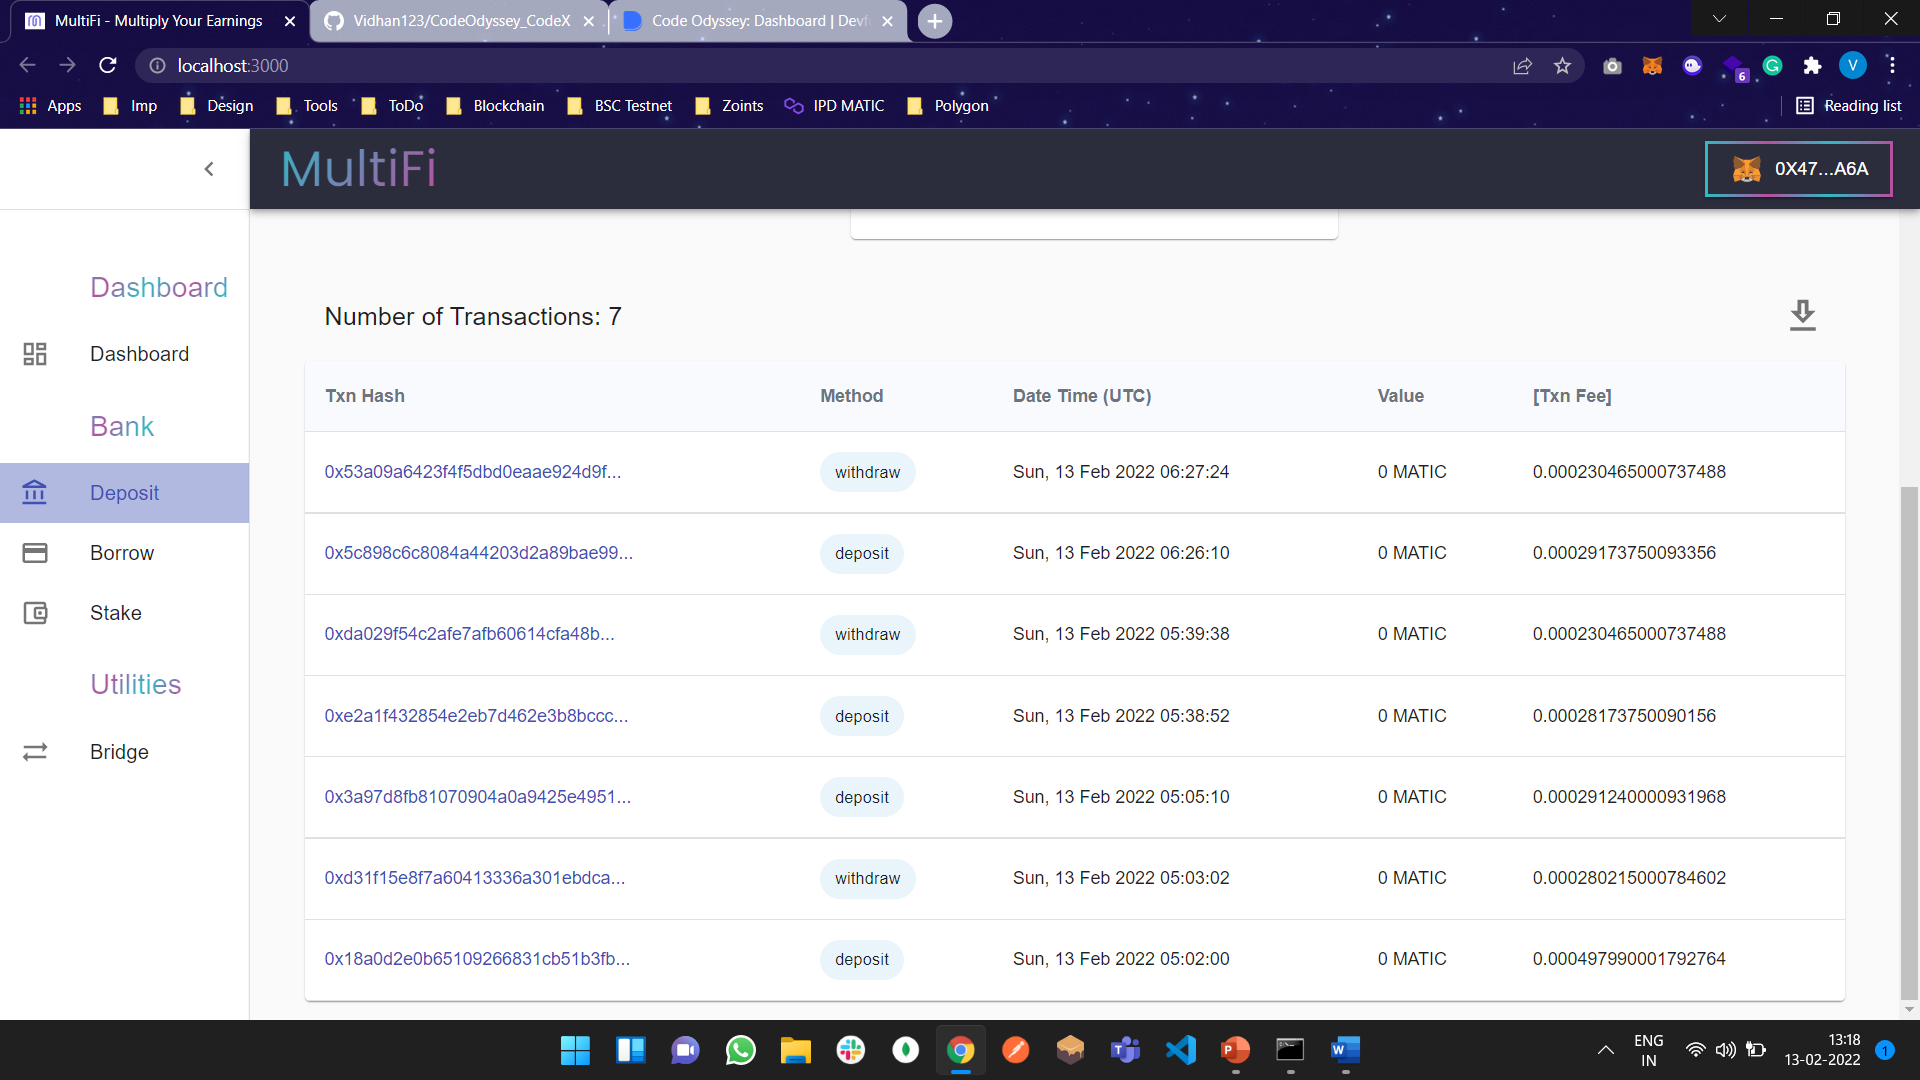 MultiFi - Multiply Your Earnings
Vidhan123/CodeOdyssey_CodeX
Code Odyssey: Dashboard | Devf
localhost:3000
6
V
Apps
Imp
Design
Tools
ToDo
Blockchain
BSC Testnet
Zoints
IPD MATIC
Polygon
Reading list
MultiFi
0X47...A6A
Dashboard
Dashboard
Bank
Deposit
Borrow
Stake
Utilities
Bridge
Number of Transactions: 7
Txn Hash Method Date Time (UTC) Value [Txn Fee]
0x53a09a6423f4f5dbd0eaae924d9f... withdraw Sun, 13 Feb 2022 06:27:24 0 MATIC 0.000230465000737488
0x5c898c6c8084a44203d2a89bae99... deposit Sun, 13 Feb 2022 06:26:10 0 MATIC 0.00029173750093356
0xda029f54c2afe7afb60614cfa48b... withdraw Sun, 13 Feb 2022 05:39:38 0 MATIC 0.000230465000737488
0xe2a1f432854e2eb7d462e3b8bccc... deposit Sun, 13 Feb 2022 05:38:52 0 MATIC 0.00028173750090156
0x3a97d8fb81070904a0a9425e4951... deposit Sun, 13 Feb 2022 05:05:10 0 MATIC 0.000291240000931968
0xd31f15e8f7a60413336a301ebdca... withdraw Sun, 13 Feb 2022 05:03:02 0 MATIC 0.000280215000784602
0x18a0d2e0b65109266831cb51b3fb... deposit Sun, 13 Feb 2022 05:02:00 0 MATIC 0.000497990001792764
ENG
IN
13:18
13-02-2022
1